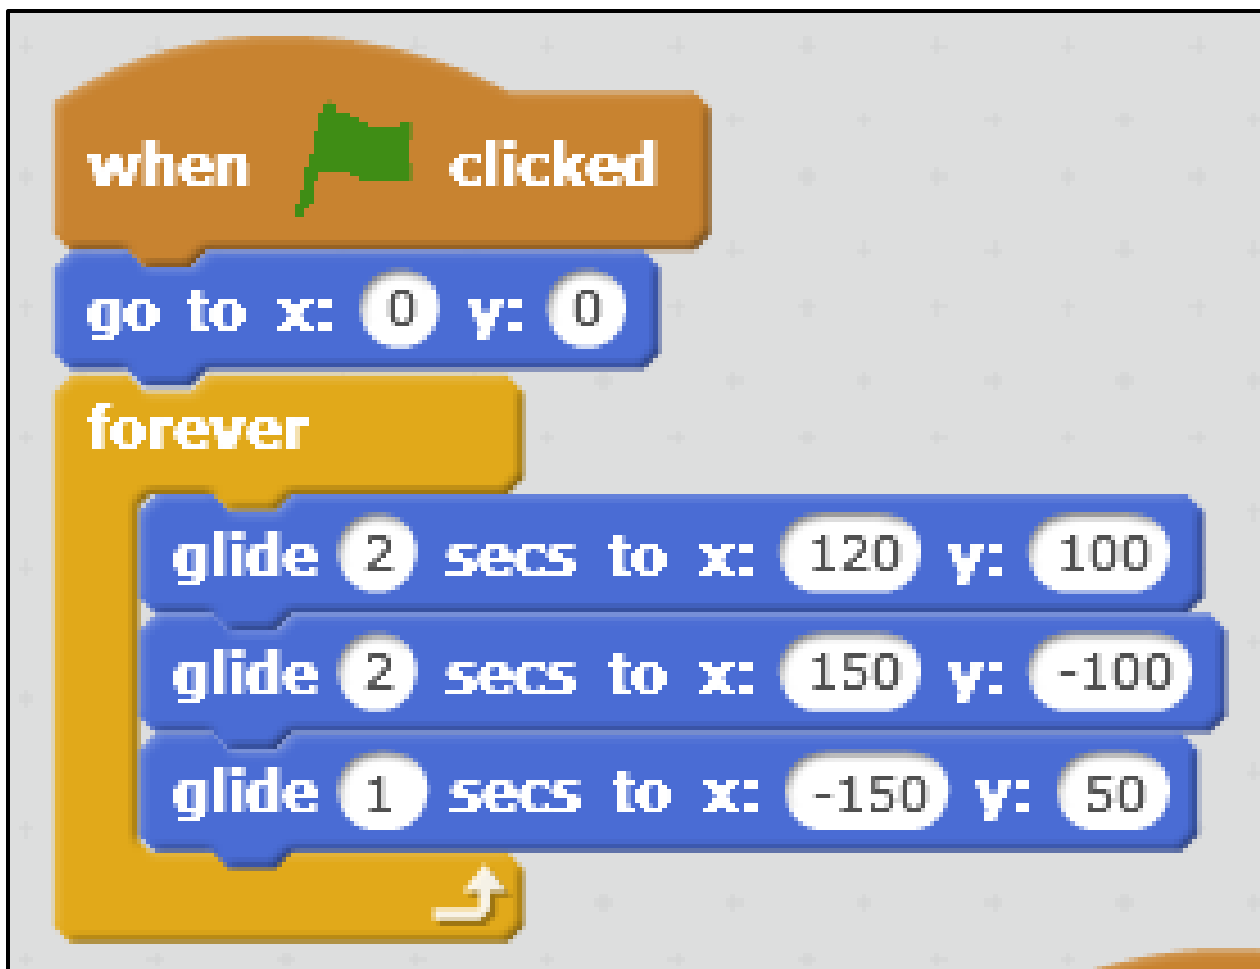 when clicked
go to x: 0 y: 0
forever
glide 2 secs to x: 120 y: 100
glide 2 secs to x: 150 y: -100
glide 1 secs to x: -150 y: 50